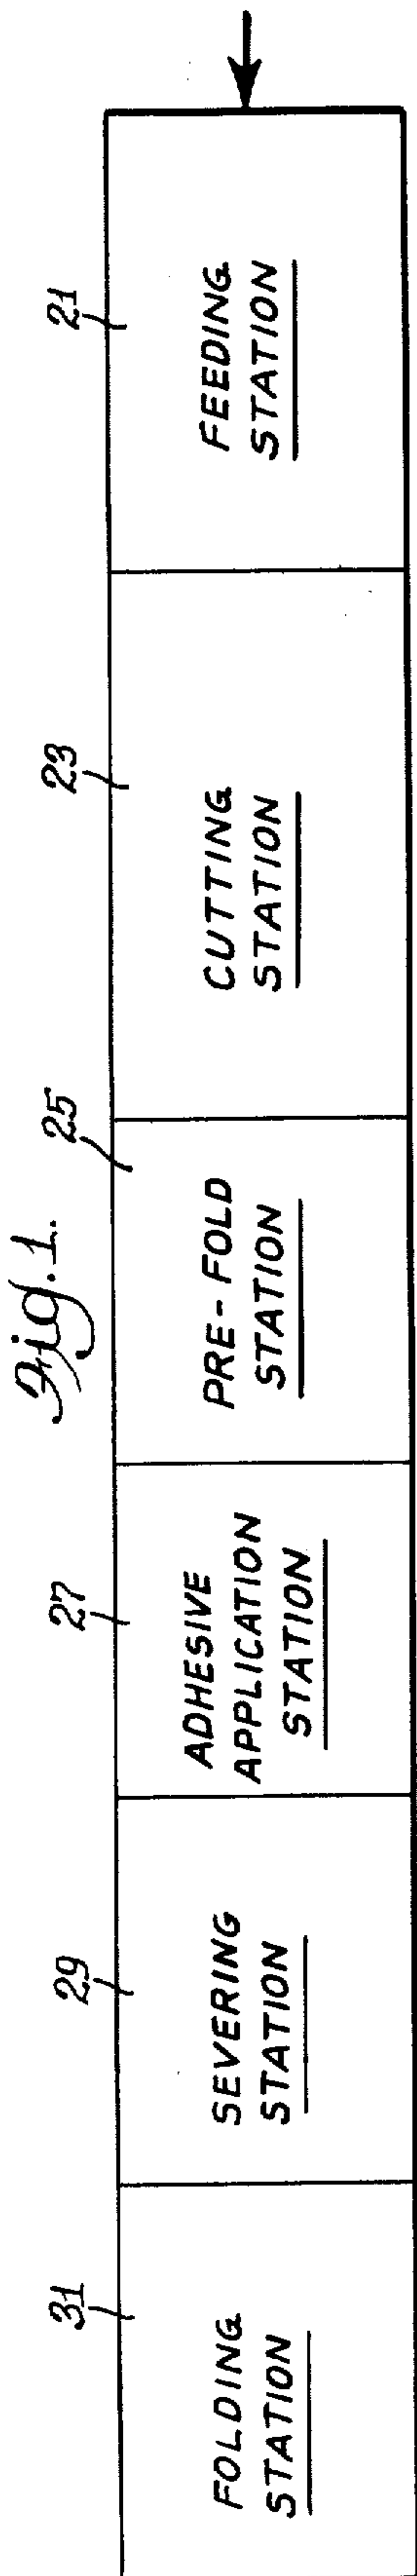 Fig. 1.
31
FOLDING
STATION
29
SEVERING
STATION
27
ADHESIVE
APPLICATION
STATION
25
PRE-FOLD
STATION
23
CUTTING
STATION
21
FEEDING
STATION